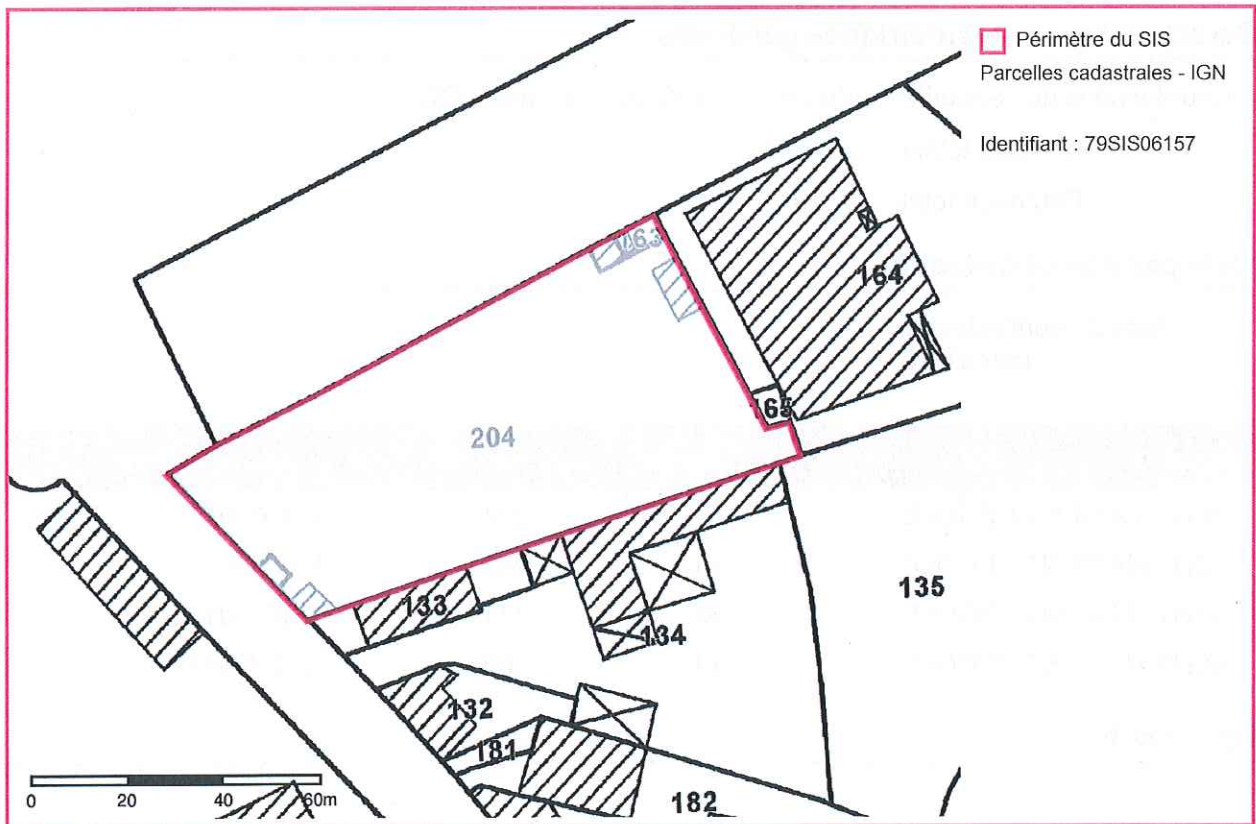 Périmètre du SIS
Parcelles cadastrales - IGN
Identifiant : 79SIS06157
163
164
165
204
133
135
134
132
181
182
0 20 40 60m